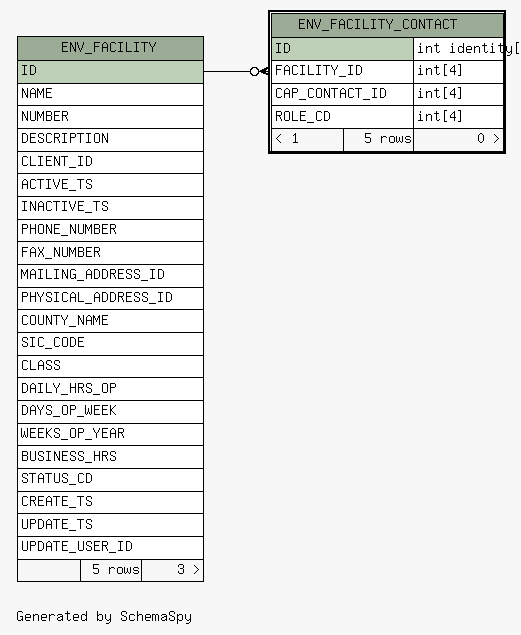 ENV_FACILITY
ID
NAME
NUMBER
DESCRIPTION
CLIENT_ID
ACTIVE_TS
INACTIVE_TS
PHONE_NUMBER
FAX_NUMBER
MAILING_ADDRESS_ID
PHYSICAL_ADDRESS_ID
COUNTY_NAME
SIC_CODE
CLASS
DAILY_HRS_OP
DAYS_OP_WEEK
WEEKS_OP_YEAR
BUSINESS_HRS
STATUS_CD
CREATE_TS
UPDATE_TS
UPDATE_USER_ID
5 rows 3 >
ENV_FACILITY_CONTACT
ID int identity[
FACILITY_ID int[4]
CAP_CONTACT_ID int[4]
ROLE_CD int[4]
< 1 5 rows 0 >
Generated by SchemaSpy